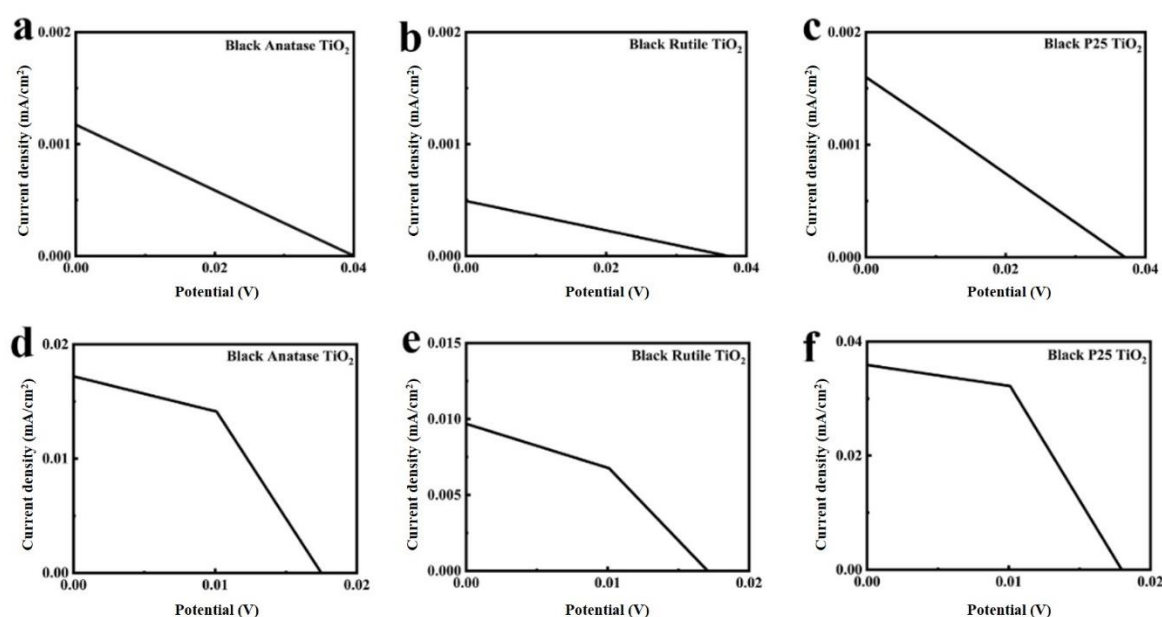 a
Black Anatase TiO₂
Current density (mA/cm²)
0.002
0.001
0.000
0.00
0.02
0.04
Potential (V)
b
Black Rutile TiO₂
Current density (mA/cm²)
0.002
0.001
0.000
0.00
0.02
0.04
Potential (V)
c
Black P25 TiO₂
Current density (mA/cm²)
0.002
0.001
0.000
0.00
0.02
0.04
Potential (V)
d
Black Anatase TiO₂
Current density (mA/cm²)
0.02
0.01
0.00
0.00
0.01
0.02
Potential (V)
e
Black Rutile TiO₂
Current density (mA/cm²)
0.015
0.010
0.005
0.000
0.00
0.01
0.02
Potential (V)
f
Black P25 TiO₂
Current density (mA/cm²)
0.04
0.02
0.00
0.00
0.01
0.02
Potential (V)